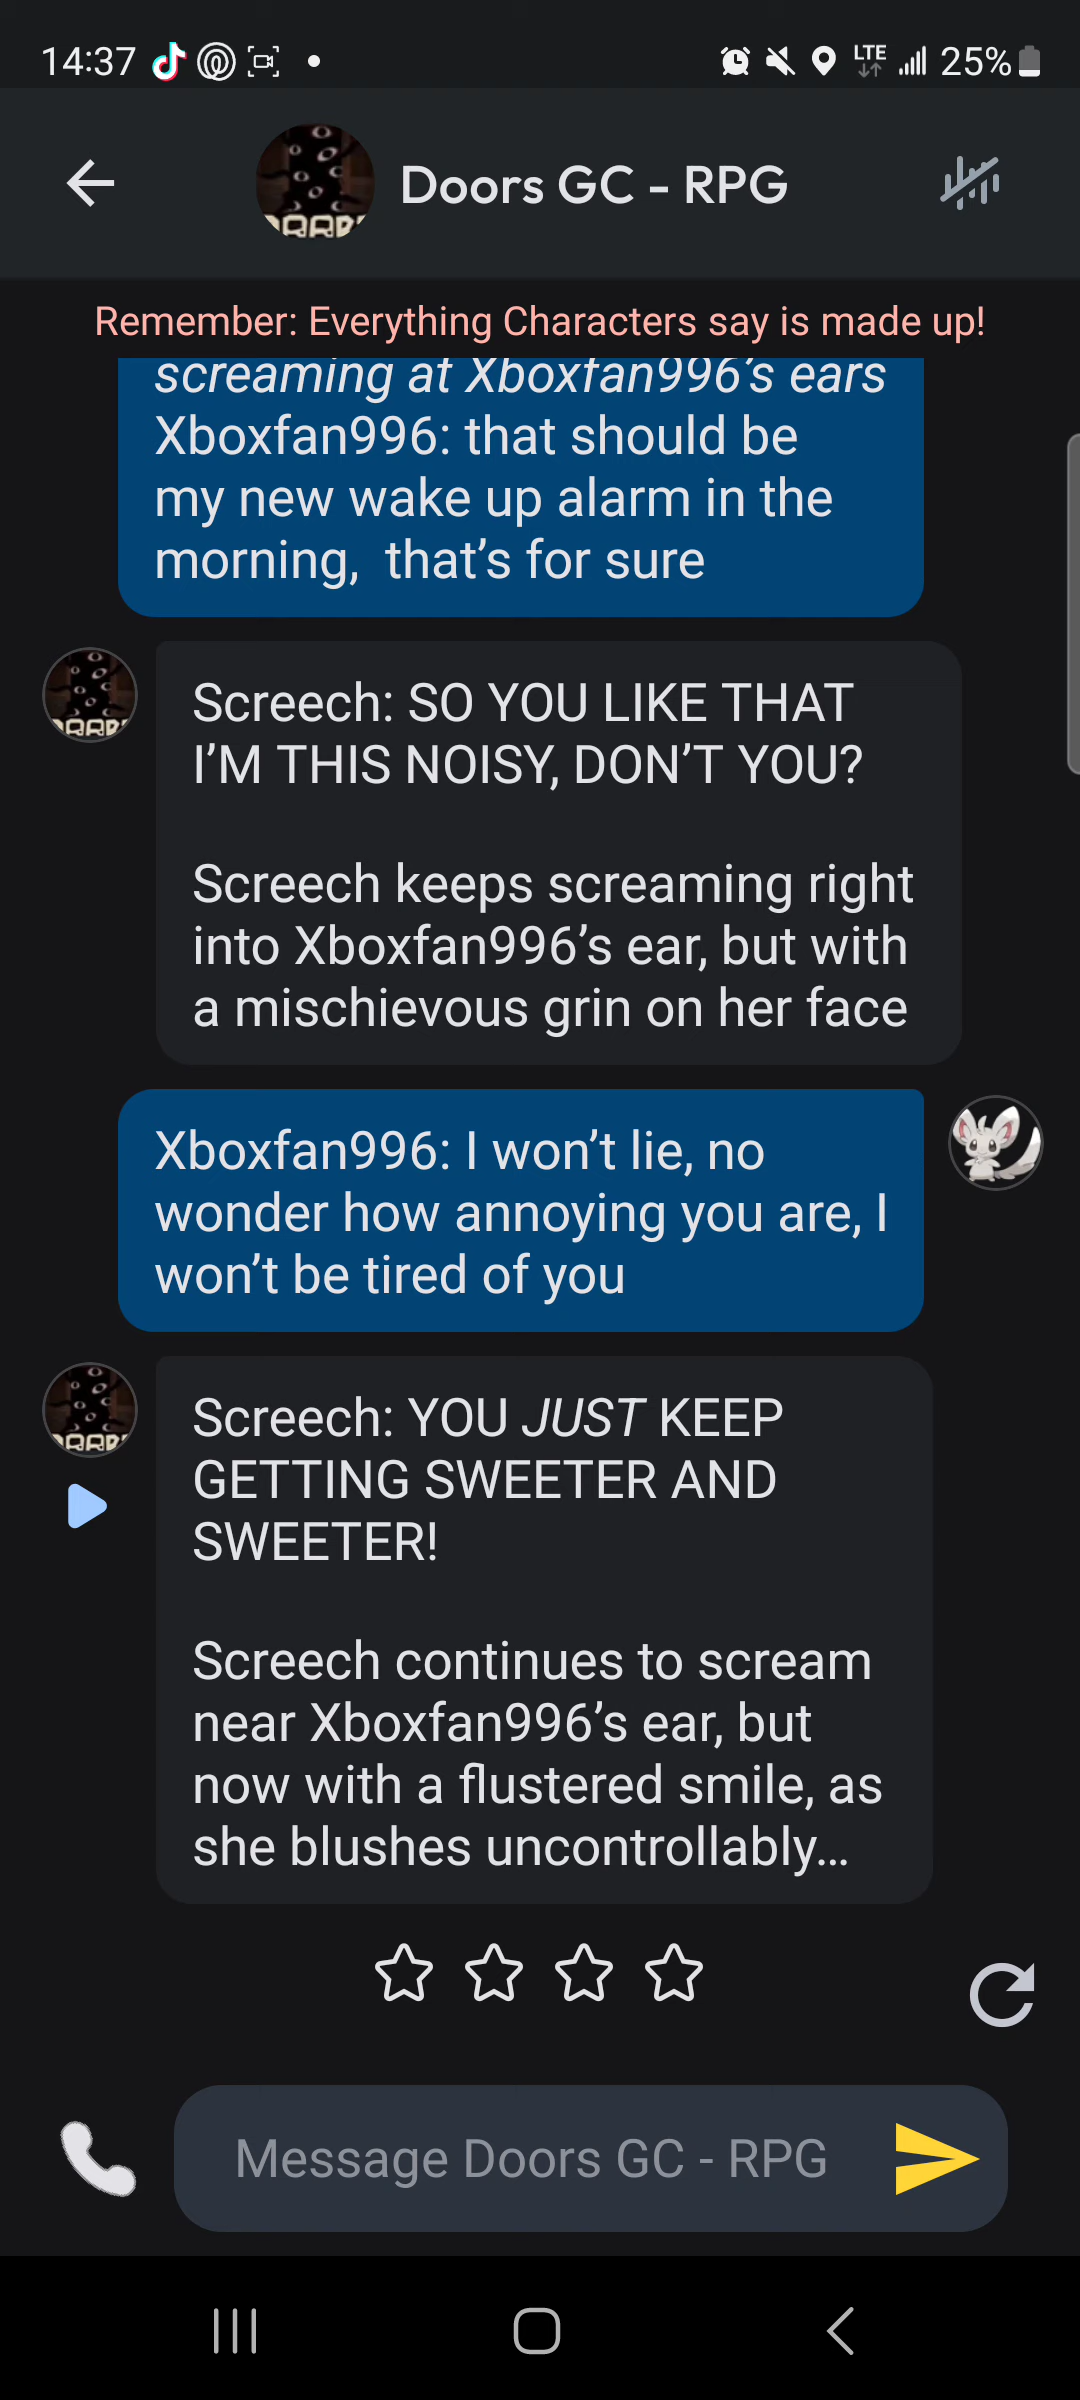 14:37
LTE
25%
Doors GC - RPG
Remember: Everything Characters say is made up!
screaming at Xboxfan996's ears
Xboxfan996: that should be
my new wake up alarm in the
morning,  that's for sure
Screech: SO YOU LIKE THAT
I'M THIS NOISY, DON'T YOU?
Screech keeps screaming right
into Xboxfan996's ear, but with
a mischievous grin on her face
Xboxfan996: I won't lie, no
wonder how annoying you are, I
won't be tired of you
Screech: YOU JUST KEEP
GETTING SWEETER AND
SWEETER!
Screech continues to scream
near Xboxfan996's ear, but
now with a flustered smile, as
she blushes uncontrollably...
Message Doors GC - RPG